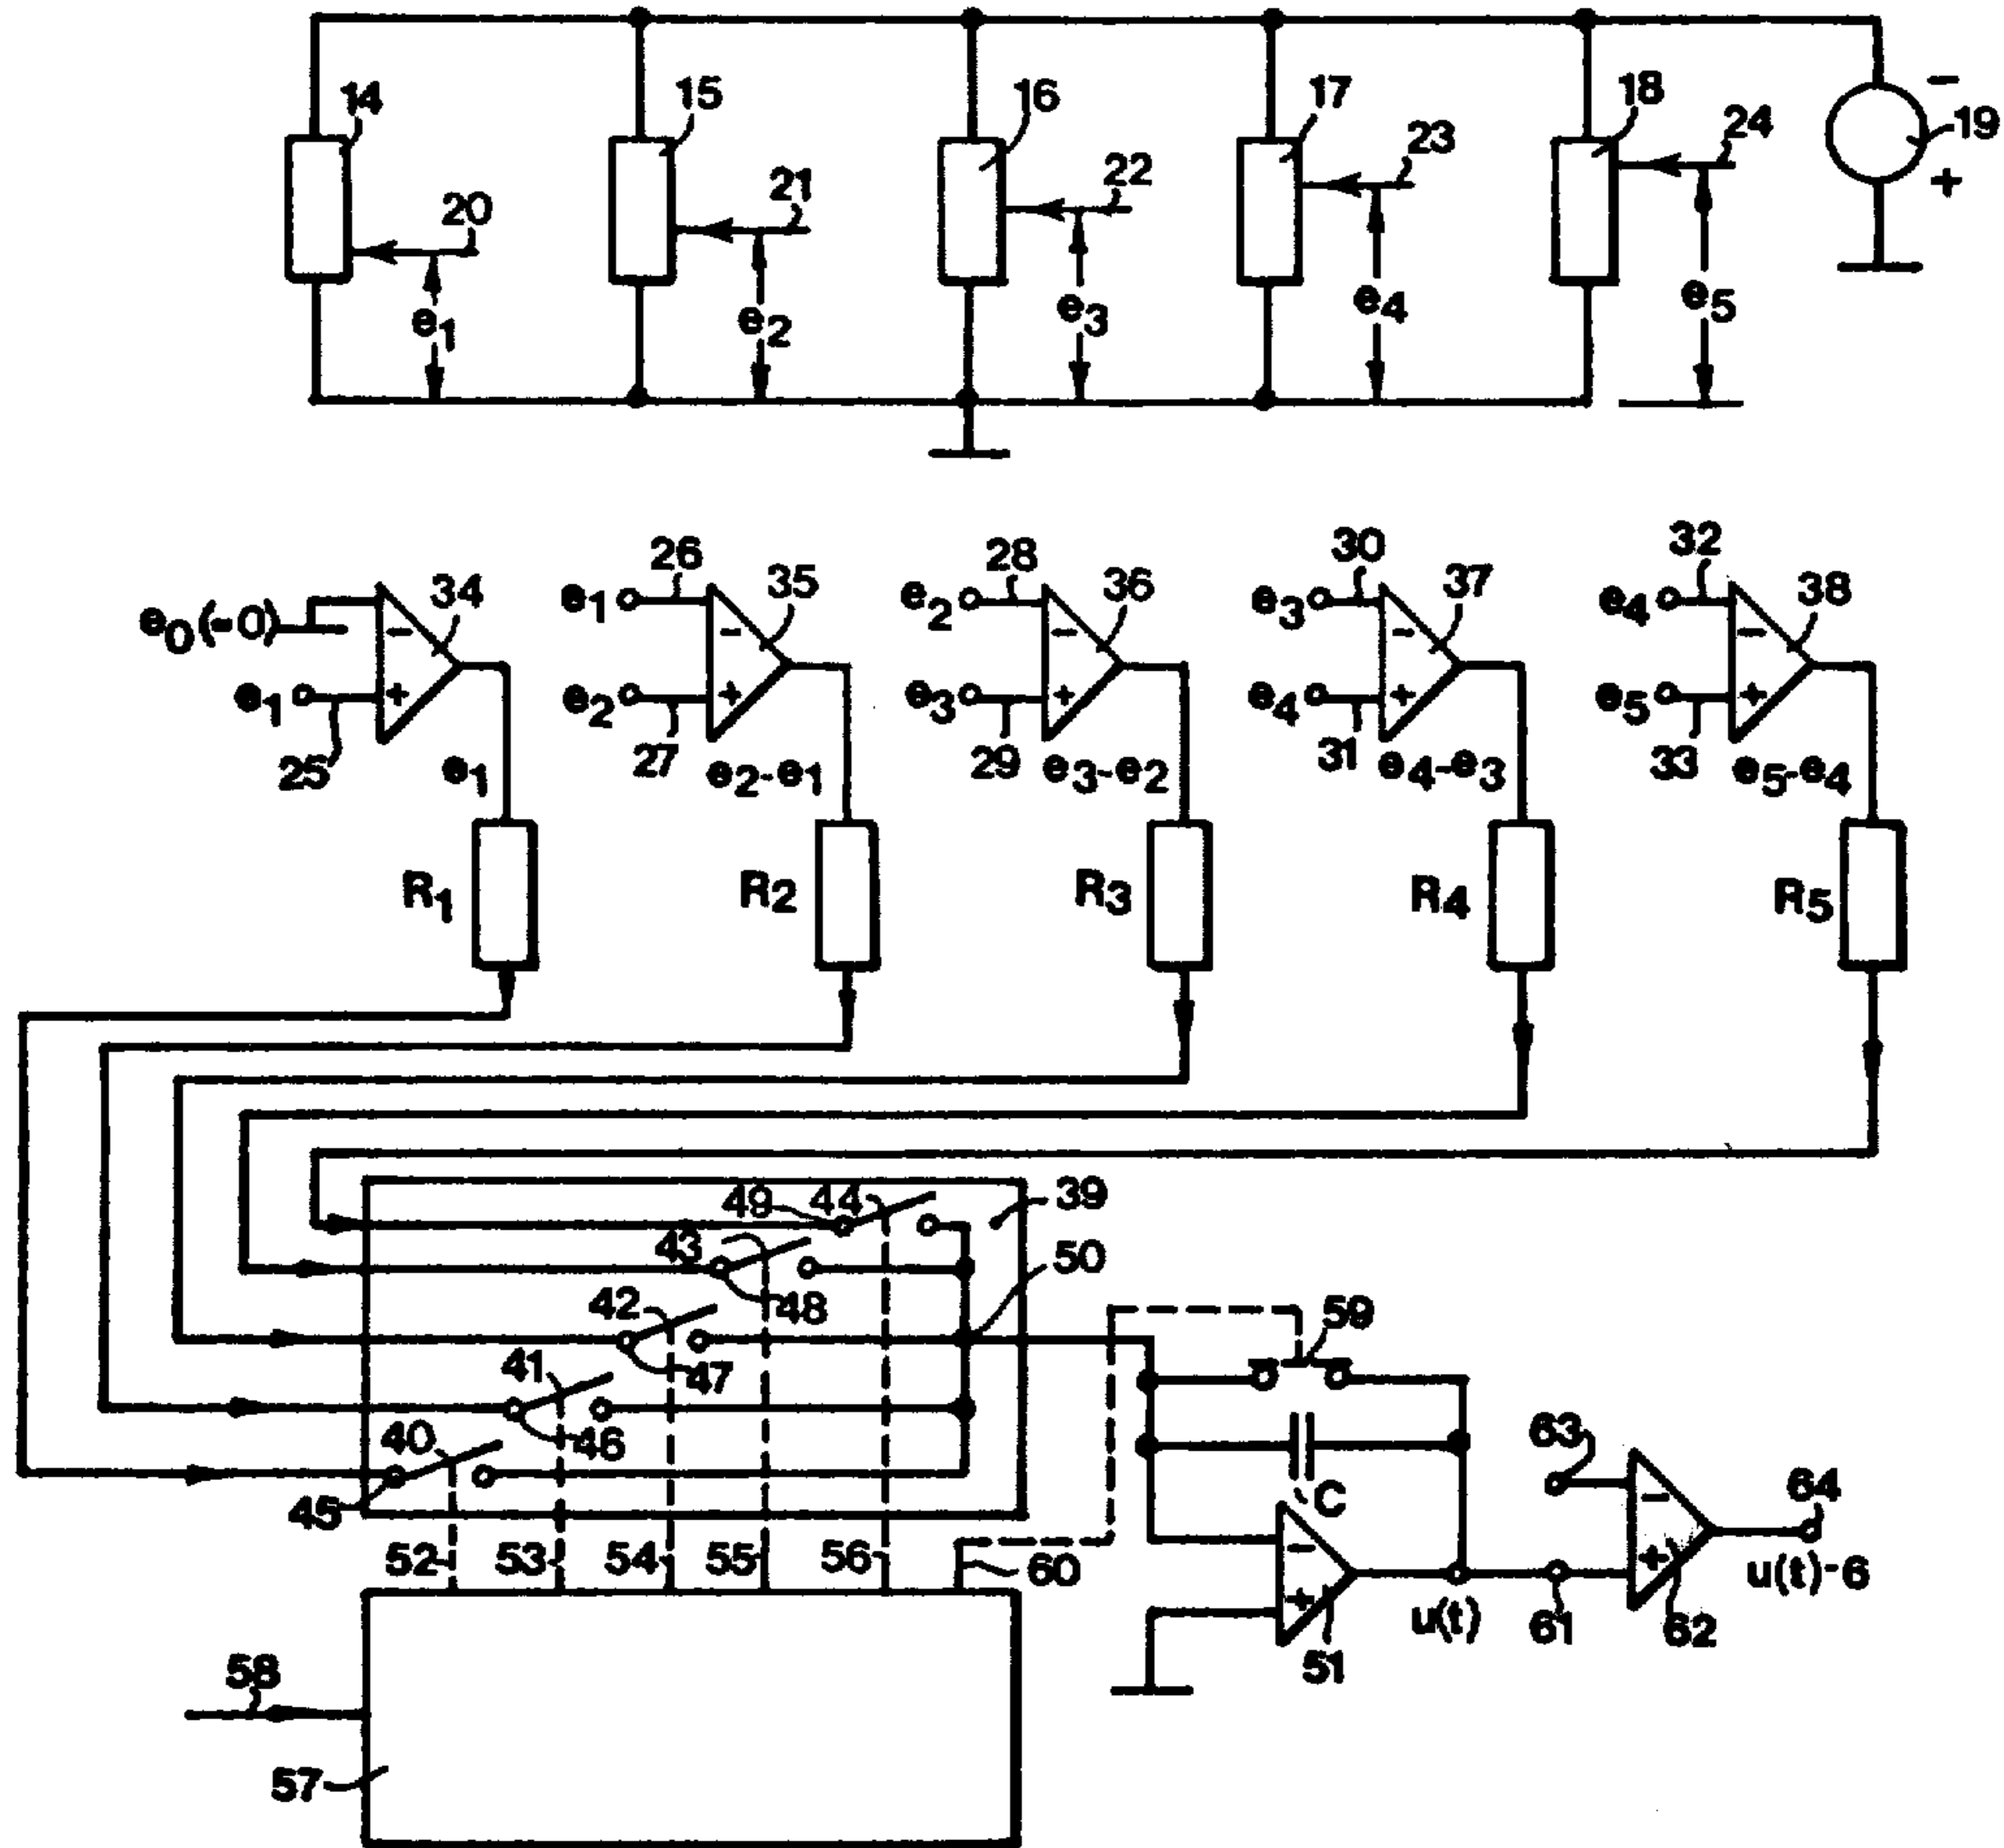 14 15 16 17 18 - 19
+
20 21 22 23 24
e1 e2 e3 e4 e5
26 28 30 32
34 35 36 37 38
e0(=0) - e1 - e2 - e3 - e4 -
e1 + e2 + e3 + e4 + e5 +
25 27 29 31 33
e1 e2-e1 e3-e2 e4-e3 e5-e4
R1 R2 R3 R4 R5
49 44 39
43 50
42 48 59
41 47
40 46 63
45 C - 64
52 53 54 55 56 60 - + u(t)-6
+ u(t) 61 62
58 51
57